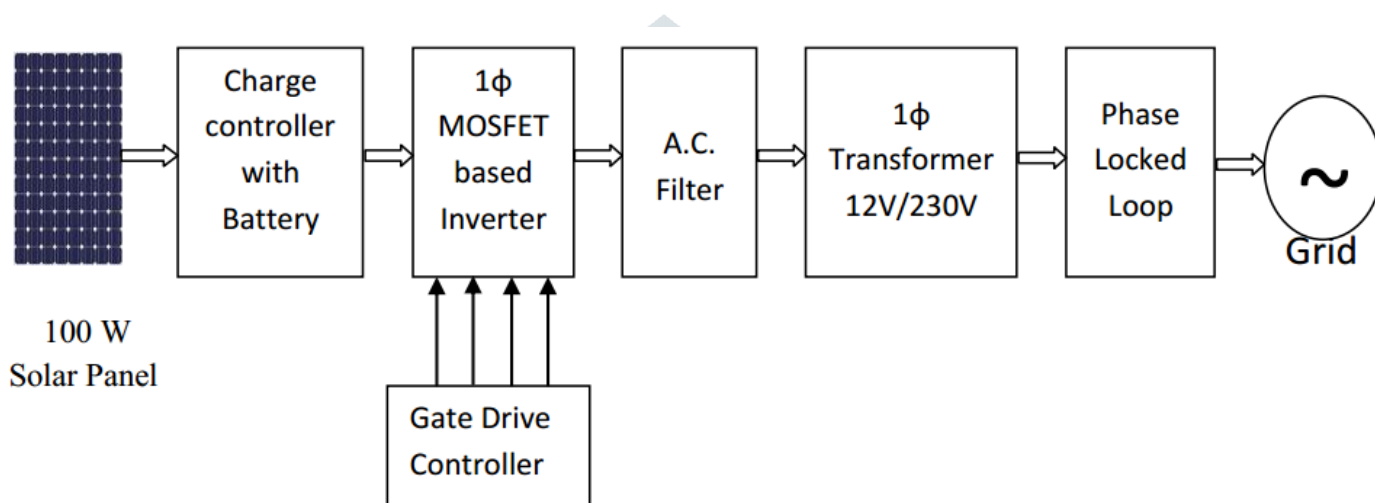 100 W
Solar Panel
Charge
controller
with
Battery
1ϕ
MOSFET
based
Inverter
A.C.
Filter
1ϕ
Transformer
12V/230V
Phase
Locked
Loop
~
Grid
Gate Drive
Controller